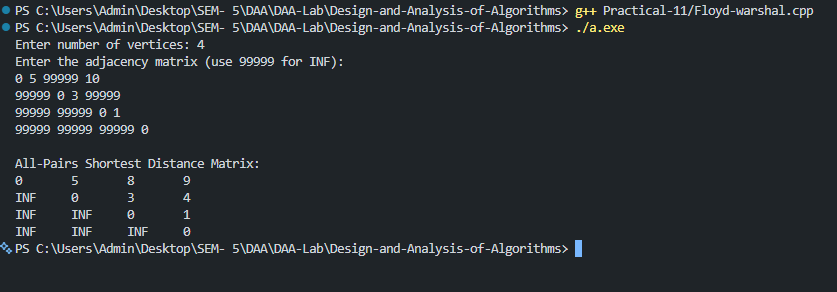 PS C:\Users\Admin\Desktop\SEM- 5\DAA\DAA-Lab\Design-and-Analysis-of-Algorithms> g++ Practical-11/Floyd-warshal.cpp
PS C:\Users\Admin\Desktop\SEM- 5\DAA\DAA-Lab\Design-and-Analysis-of-Algorithms> ./a.exe
Enter number of vertices: 4
Enter the adjacency matrix (use 99999 for INF):
0 5 99999 10
99999 0 3 99999
99999 99999 0 1
99999 99999 99999 0
All-Pairs Shortest Distance Matrix:
0 5 8 9
INF 0 3 4
INF INF 0 1
INF INF INF 0
PS C:\Users\Admin\Desktop\SEM- 5\DAA\DAA-Lab\Design-and-Analysis-of-Algorithms>